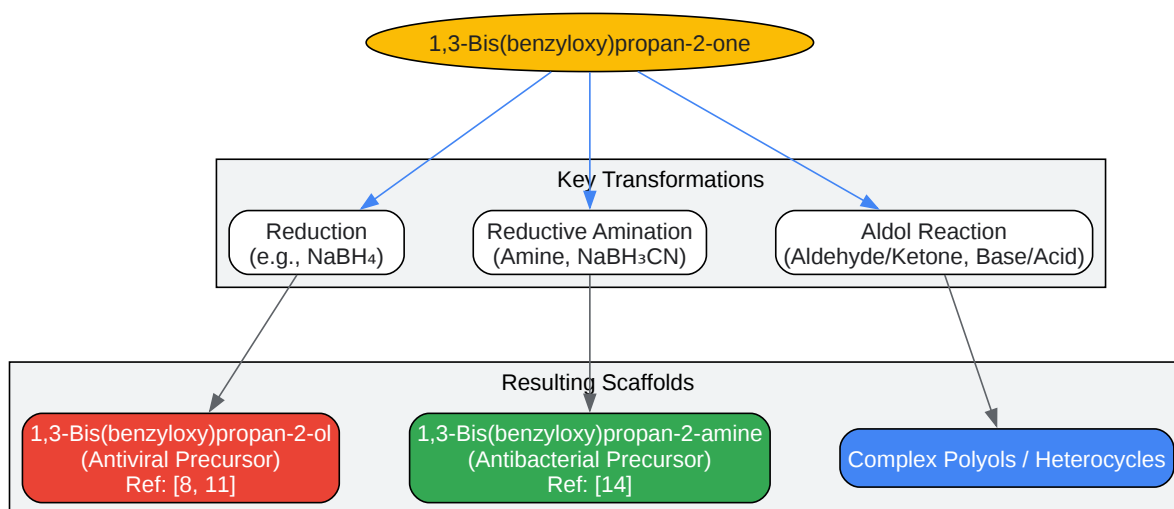 1,3-Bis(benzyloxy)propan-2-one
Key Transformations
Reduction
(e.g., NaBH₄)
Reductive Amination
(Amine, NaBH₃CN)
Aldol Reaction
(Aldehyde/Ketone, Base/Acid)
Resulting Scaffolds
1,3-Bis(benzyloxy)propan-2-ol
(Antiviral Precursor)
Ref: [8, 11]
1,3-Bis(benzyloxy)propan-2-amine
(Antibacterial Precursor)
Ref: [14]
Complex Polyols / Heterocycles